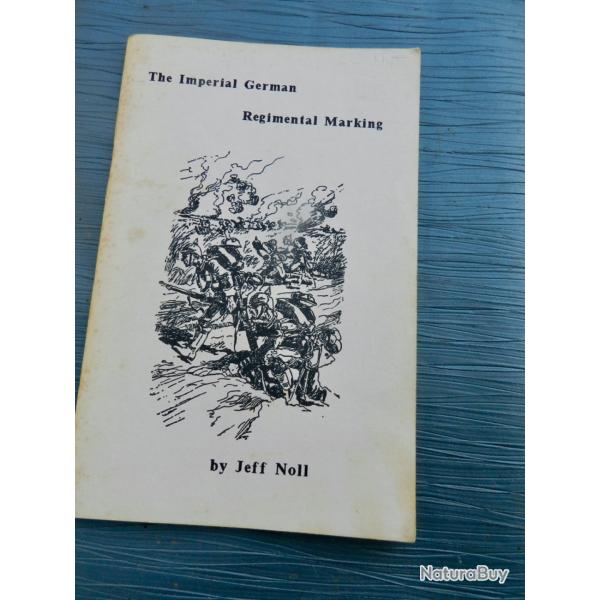 The Imperial German
Regimental Marking
by Jeff Noll
NaturaBuy